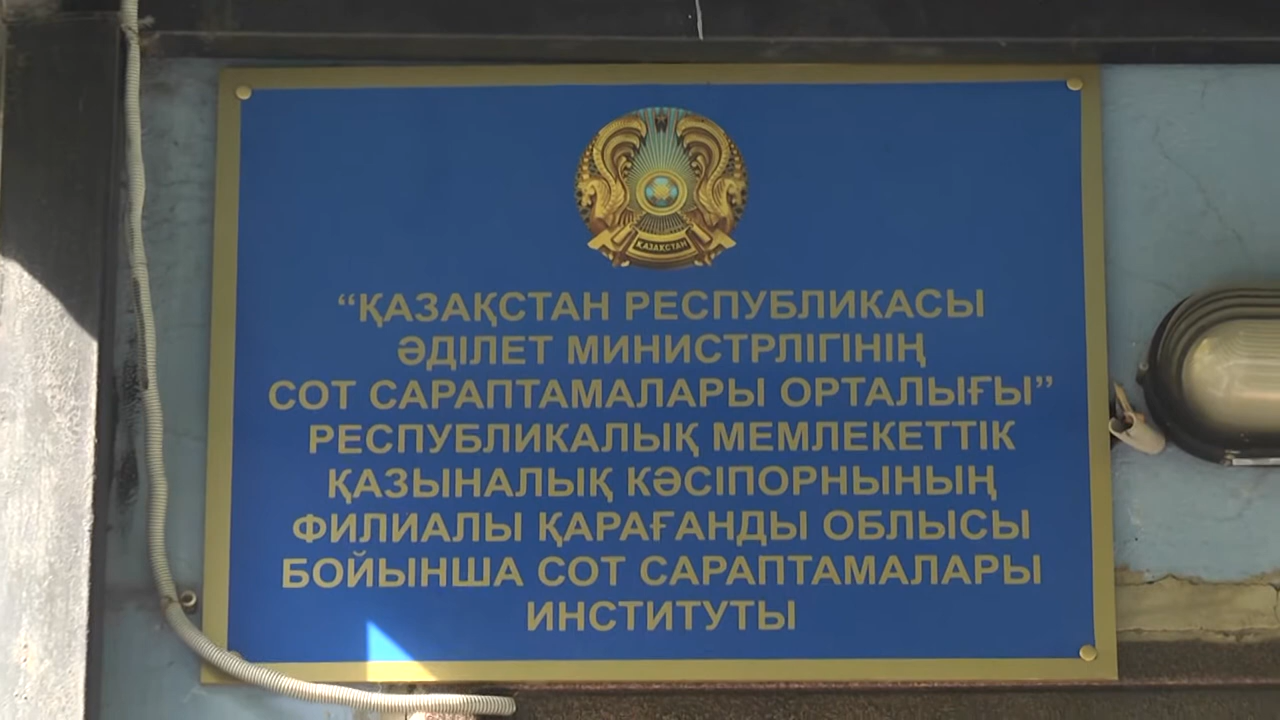 ҚАЗАҚСТАН
“ҚАЗАҚСТАН РЕСПУБЛИКАСЫ
ӘДІЛЕТ МИНИСТРЛІГІНІҢ
СОТ САРАПТАМАЛАРЫ ОРТАЛЫҒЫ”
РЕСПУБЛИКАЛЫҚ МЕМЛЕКЕТТІК
ҚАЗЫНАЛЫҚ КӘСІПОРНЫНЫҢ
ФИЛИАЛЫ ҚАРАҒАНДЫ ОБЛЫСЫ
БОЙЫНША СОТ САРАПТАМАЛАРЫ
ИНСТИТУТЫ